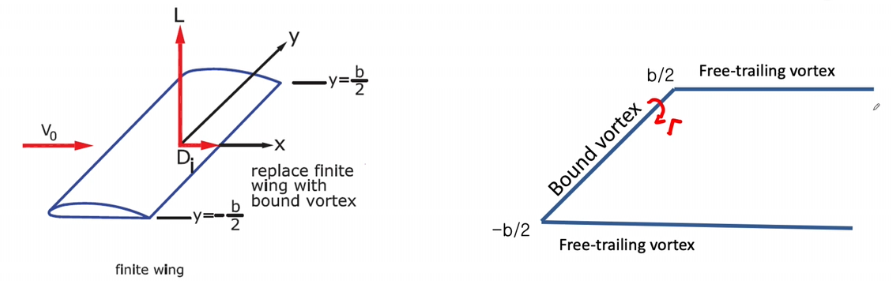 L
y
y=b/2
V₀
x
Dᵢ
replace finite
wing with
bound vortex
y=-b/2
finite wing
b/2
Free-trailing vortex
Bound vortex
Γ
-b/2
Free-trailing vortex